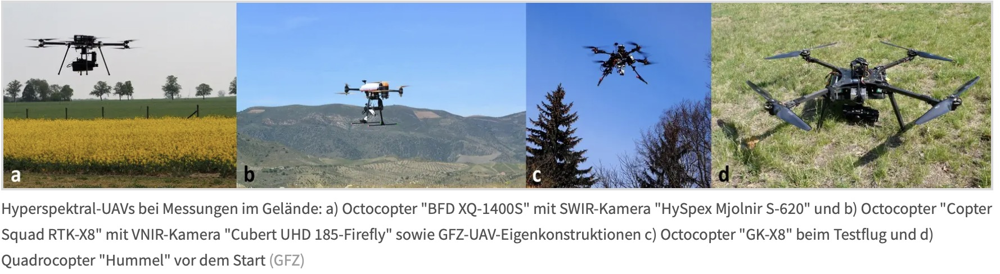 a b c d
Hyperspektral-UAVs bei Messungen im Gelände: a) Octocopter "BFD XQ-1400S" mit SWIR-Kamera "HySpex Mjolnir S-620" und b) Octocopter "Copter
Squad RTK-X8" mit VNIR-Kamera "Cubert UHD 185-Firefly" sowie GFZ-UAV-Eigenkonstruktionen c) Octocopter "GK-X8" beim Testflug und d)
Quadrocopter "Hummel" vor dem Start (GFZ)